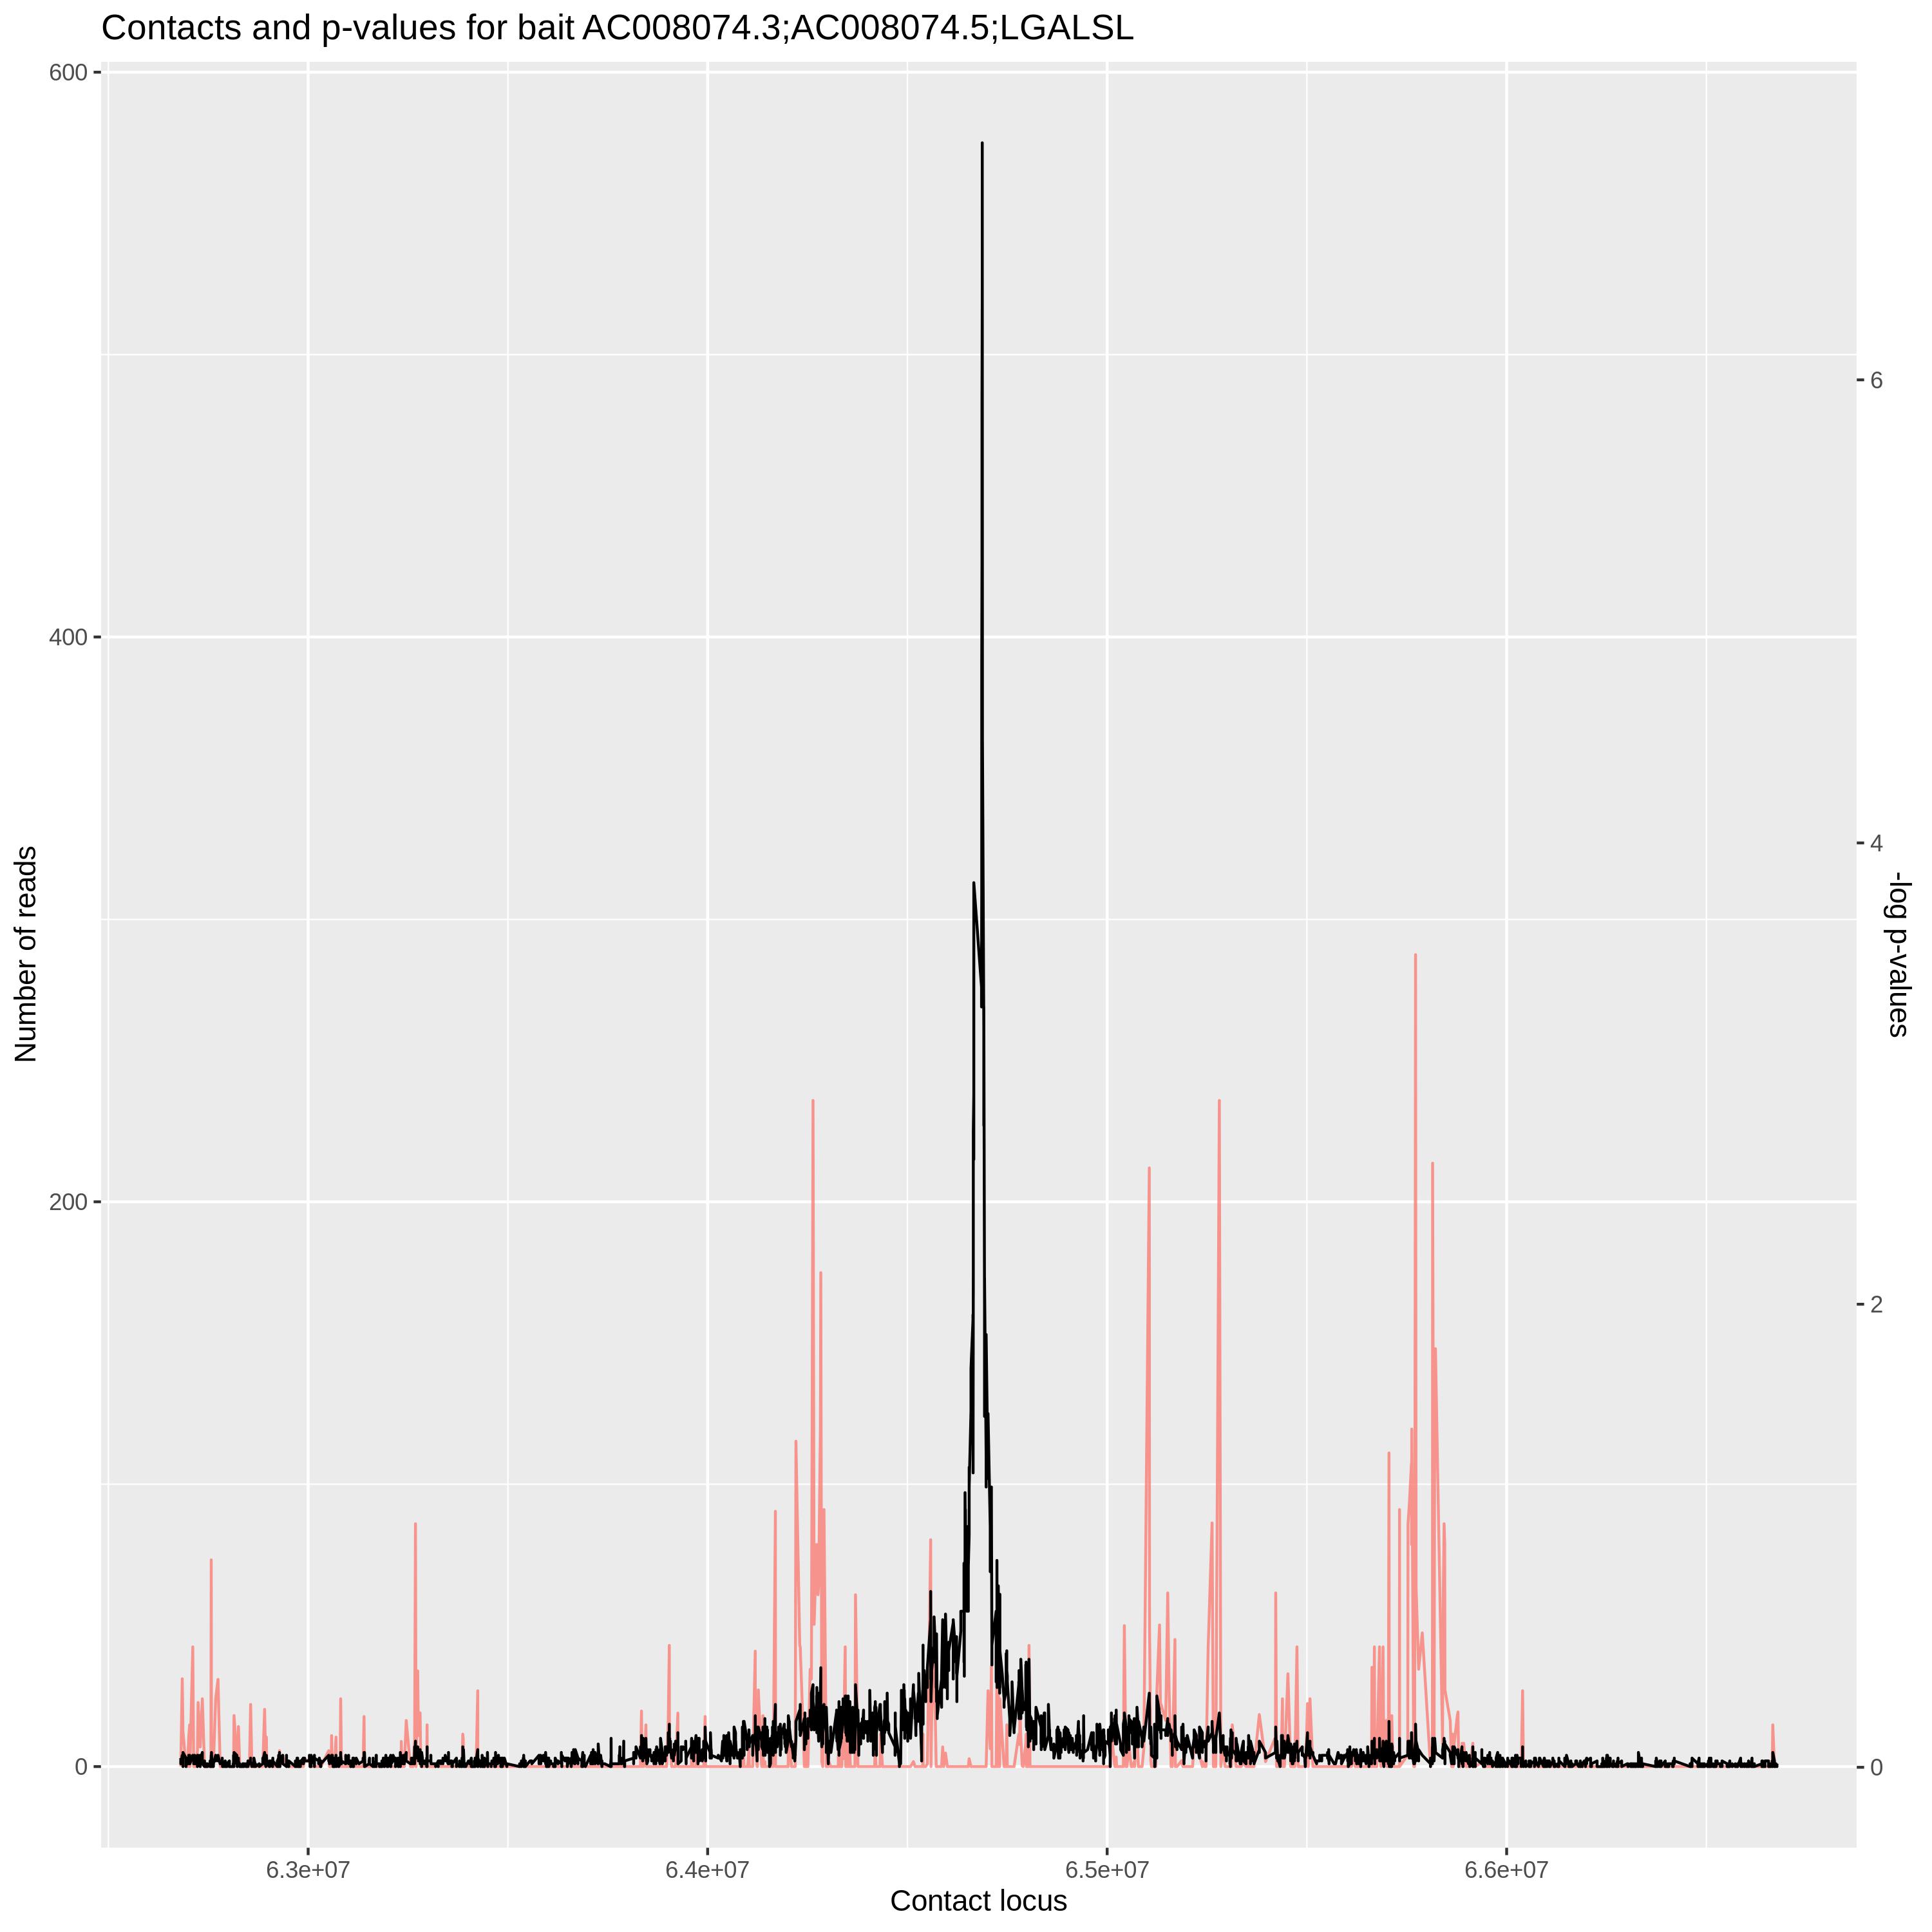 Contacts and p-values for bait AC008074.3;AC008074.5;LGALSL
600
400
200
0
Number of reads
6
4
2
0
-log p-values
6.3e+07
6.4e+07
6.5e+07
6.6e+07
Contact locus